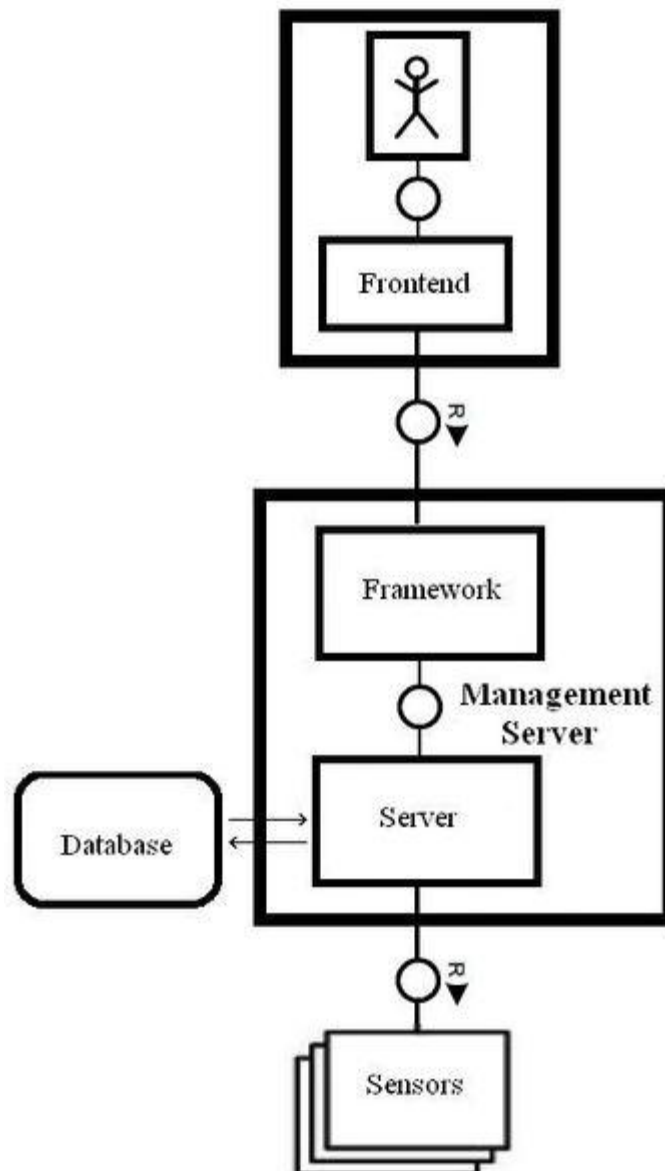 Frontend
R
Framework
Management
Server
Server
Database
R
Sensors